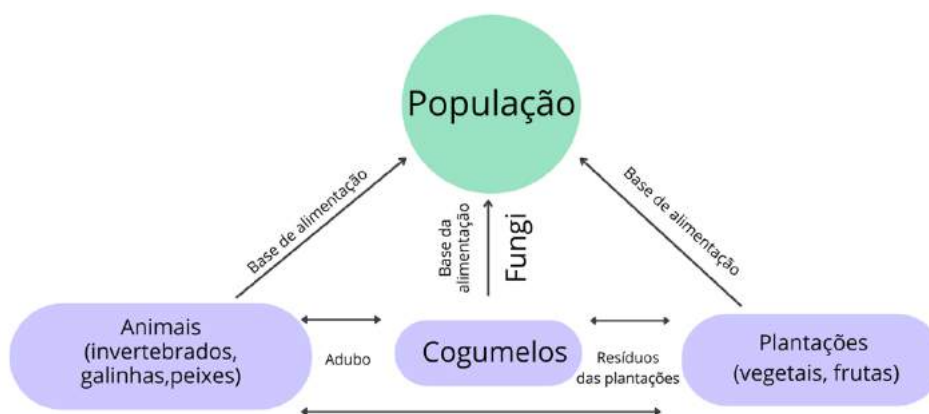 População
Base de alimentação
Base da
alimentação
Fungi
Base de alimentação
Animais
(invertebrados,
galinhas,peixes)
Adubo
Cogumelos
Resíduos
das plantações
Plantações
(vegetais, frutas)